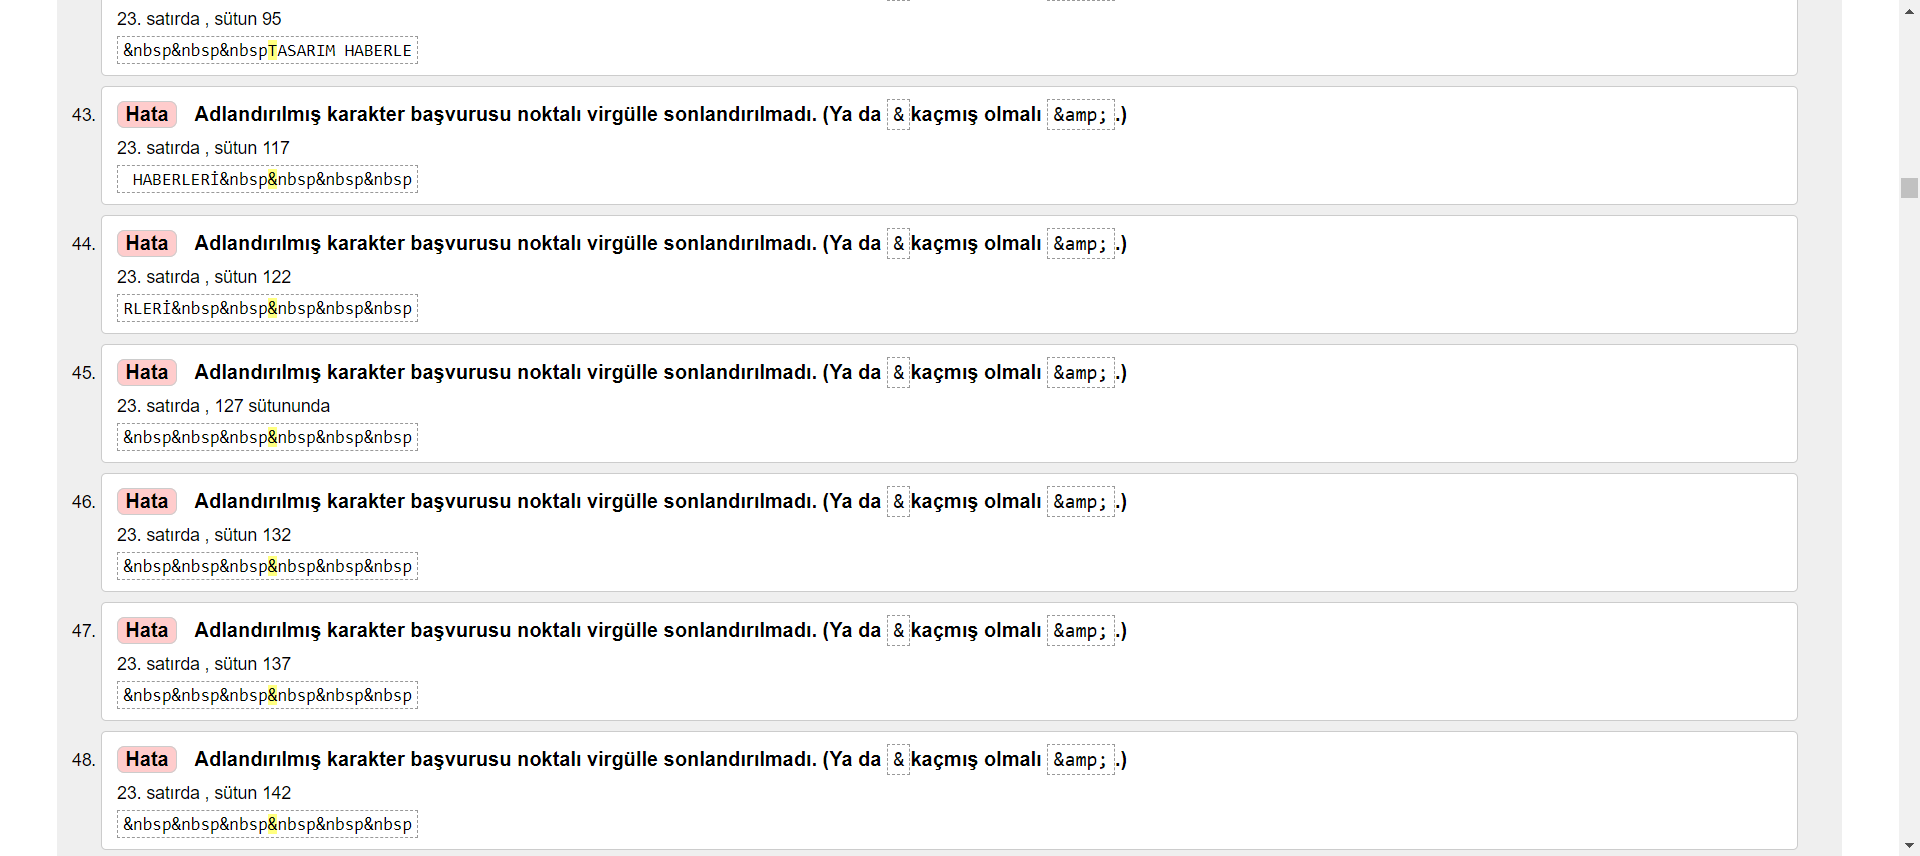 23. satırda , sütun 95
&nbsp&nbsp&nbspTASARIM HABERLE
43. Hata Adlandırılmış karakter başvurusu noktalı virgülle sonlandırılmadı. (Ya da & kaçmış olmalı &amp; .)
23. satırda , sütun 117
HABERLERİ&nbsp&nbsp&nbsp&nbsp
44. Hata Adlandırılmış karakter başvurusu noktalı virgülle sonlandırılmadı. (Ya da & kaçmış olmalı &amp; .)
23. satırda , sütun 122
RLERİ&nbsp&nbsp&nbsp&nbsp&nbsp
45. Hata Adlandırılmış karakter başvurusu noktalı virgülle sonlandırılmadı. (Ya da & kaçmış olmalı &amp; .)
23. satırda , 127 sütununda
&nbsp&nbsp&nbsp&nbsp&nbsp&nbsp
46. Hata Adlandırılmış karakter başvurusu noktalı virgülle sonlandırılmadı. (Ya da & kaçmış olmalı &amp; .)
23. satırda , sütun 132
&nbsp&nbsp&nbsp&nbsp&nbsp&nbsp
47. Hata Adlandırılmış karakter başvurusu noktalı virgülle sonlandırılmadı. (Ya da & kaçmış olmalı &amp; .)
23. satırda , sütun 137
&nbsp&nbsp&nbsp&nbsp&nbsp&nbsp
48. Hata Adlandırılmış karakter başvurusu noktalı virgülle sonlandırılmadı. (Ya da & kaçmış olmalı &amp; .)
23. satırda , sütun 142
&nbsp&nbsp&nbsp&nbsp&nbsp&nbsp